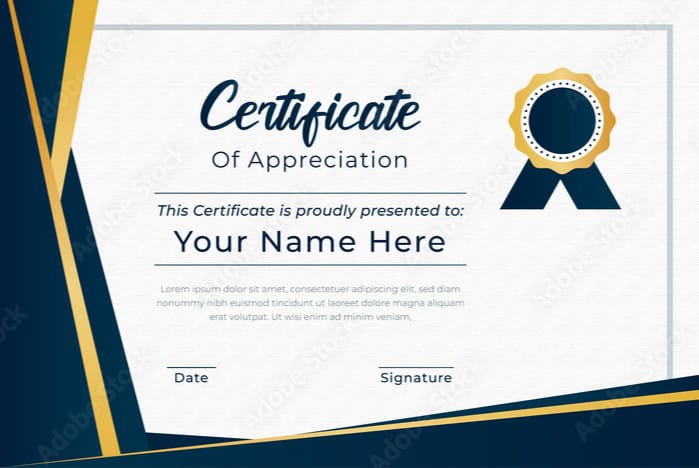 Certificate
Of Appreciation
This Certificate is proudly presented to:
Your Name Here
Lorem ipsum dolor sit amet, consectetuer adipiscing elit, sed diam
nonummy nibh euismod tincidunt ut laoreet dolore magna aliquam
erat volutpat. Ut wisi enim ad minim veniam,
Date
Signature
Adobe Stock